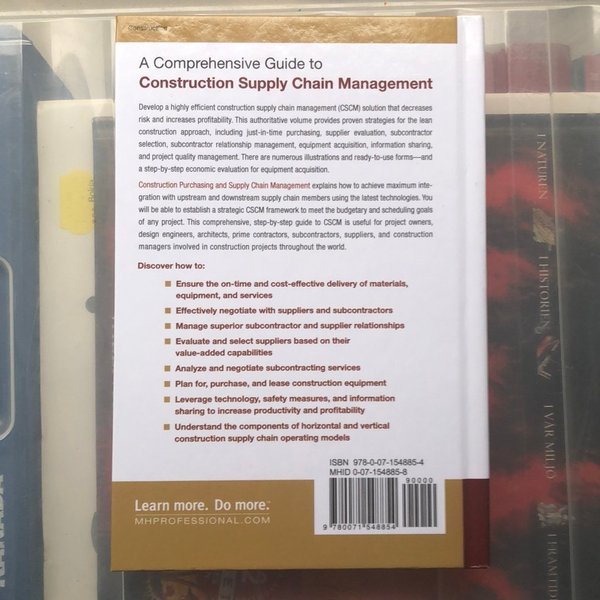 Construction
A Comprehensive Guide to
Construction Supply Chain Management
Develop a highly efficient construction supply chain management (CSCM) solution that decreases
risk and increases profitability. This authoritative volume provides proven strategies for the lean
construction approach, including just-in-time purchasing, supplier evaluation, subcontractor
selection, subcontractor relationship management, equipment acquisition, information sharing,
and project quality management. There are numerous illustrations and ready-to-use forms—and
a step-by-step economic evaluation for equipment acquisition.
Construction Purchasing and Supply Chain Management explains how to achieve maximum inte-
gration with upstream and downstream supply chain members using the latest technologies. You
will be able to establish a strategic CSCM framework to meet the budgetary and scheduling goals
of any project. This comprehensive, step-by-step guide to CSCM is useful for project owners,
design engineers, architects, prime contractors, subcontractors, suppliers, and construction
managers involved in construction projects throughout the world.
Discover how to:
Ensure the on-time and cost-effective delivery of materials,
equipment, and services
Effectively negotiate with suppliers and subcontractors
Manage superior subcontractor and supplier relationships
Evaluate and select suppliers based on their
value-added capabilities
Analyze and negotiate subcontracting services
Plan for, purchase, and lease construction equipment
Leverage technology, safety measures, and information
sharing to increase productivity and profitability
Understand the components of horizontal and vertical
construction supply chain operating models
ISBN 978-0-07-154885-4
MHID 0-07-154885-8
90000
9 780071 548854
Learn more. Do more.™
MHPROFESSIONAL.COM
I NATUREN
I HISTORIEN
I VÅR MILJÖ
I FRAMTIDEN
KANADA